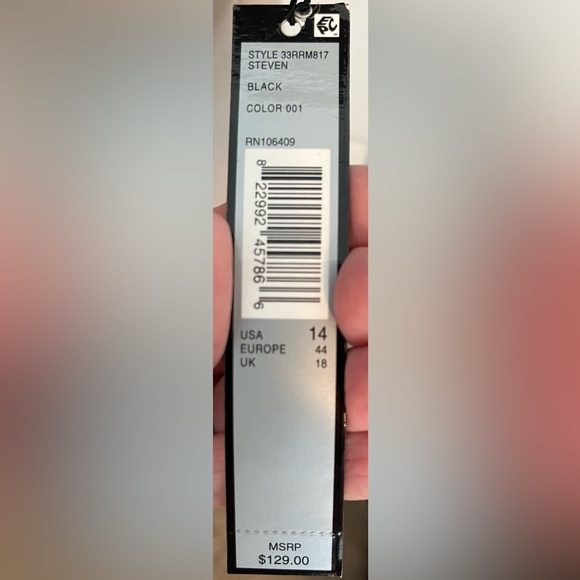 STYLE 33RRM817
STEVEN
BLACK
COLOR 001
RN106409
8 22992 45786 6
USA 14
EUROPE 44
UK 18
MSRP
$129.00